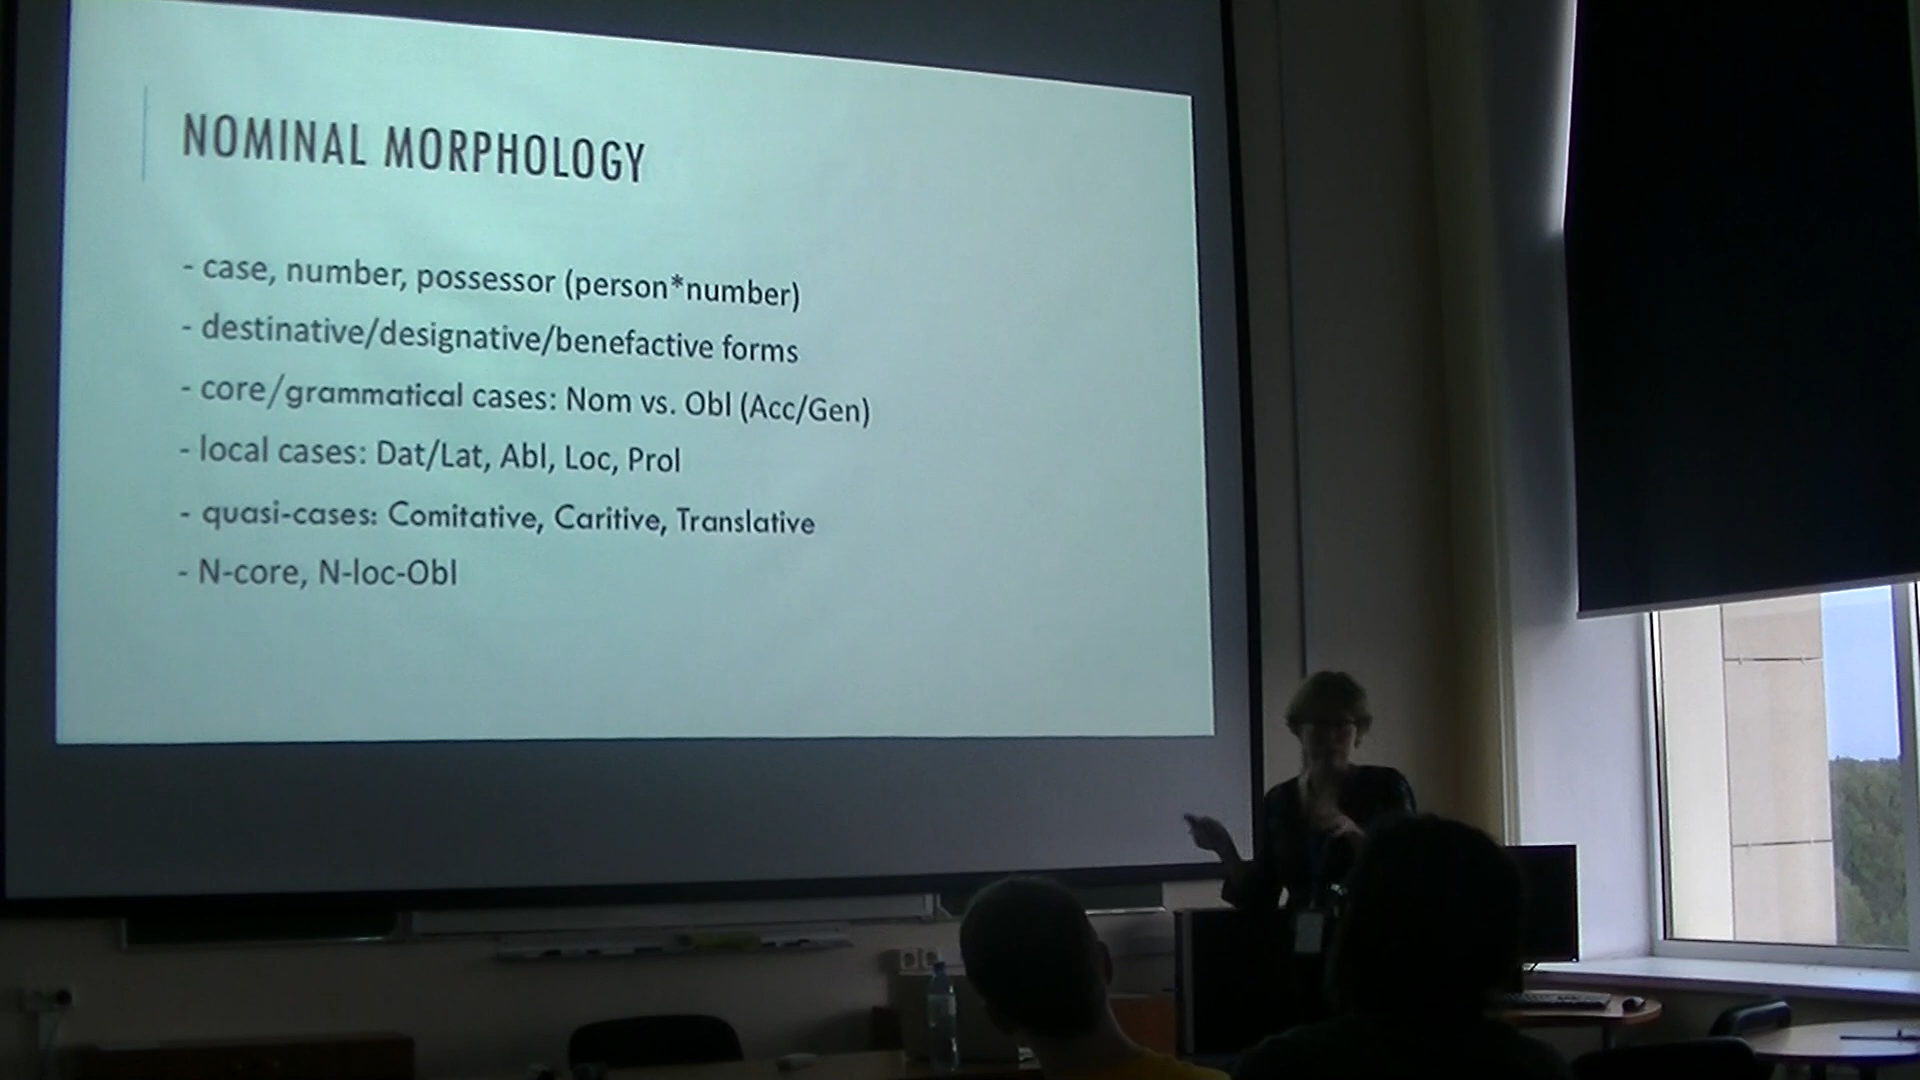 NOMINAL MORPHOLOGY
- case, number, possessor (person*number)
- destinative/designative/benefactive forms
- core/grammatical cases: Nom vs. Obl (Acc/Gen)
- local cases: Dat/Lat, Abl, Loc, Prol
- quasi-cases: Comitative, Caritive, Translative
- N-core, N-loc-Obl